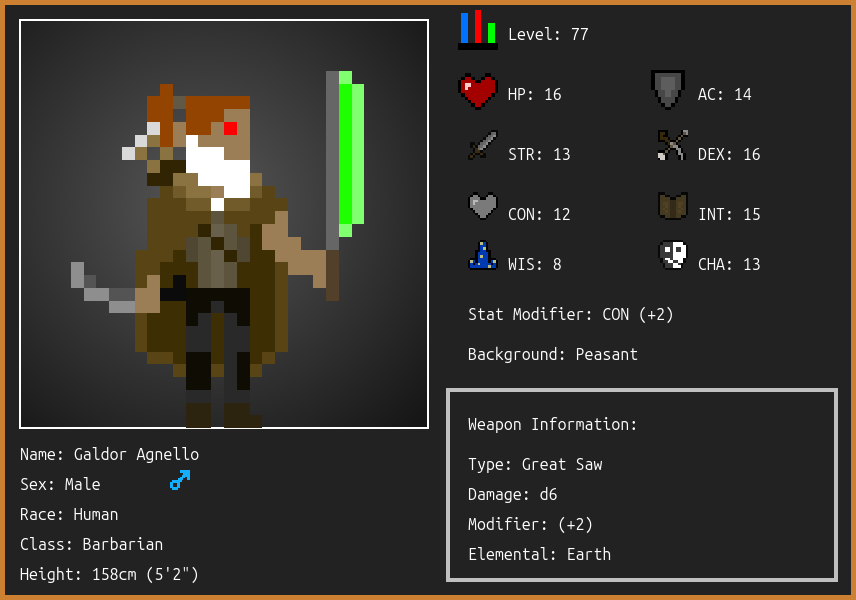 Level: 77
HP: 16
AC: 14
STR: 13
DEX: 16
CON: 12
INT: 15
WIS: 8
CHA: 13
Stat Modifier: CON (+2)
Background: Peasant
Weapon Information:
Type: Great Saw
Damage: d6
Modifier: (+2)
Elemental: Earth
Name: Galdor Agnello
Sex: Male
Race: Human
Class: Barbarian
Height: 158cm (5'2")